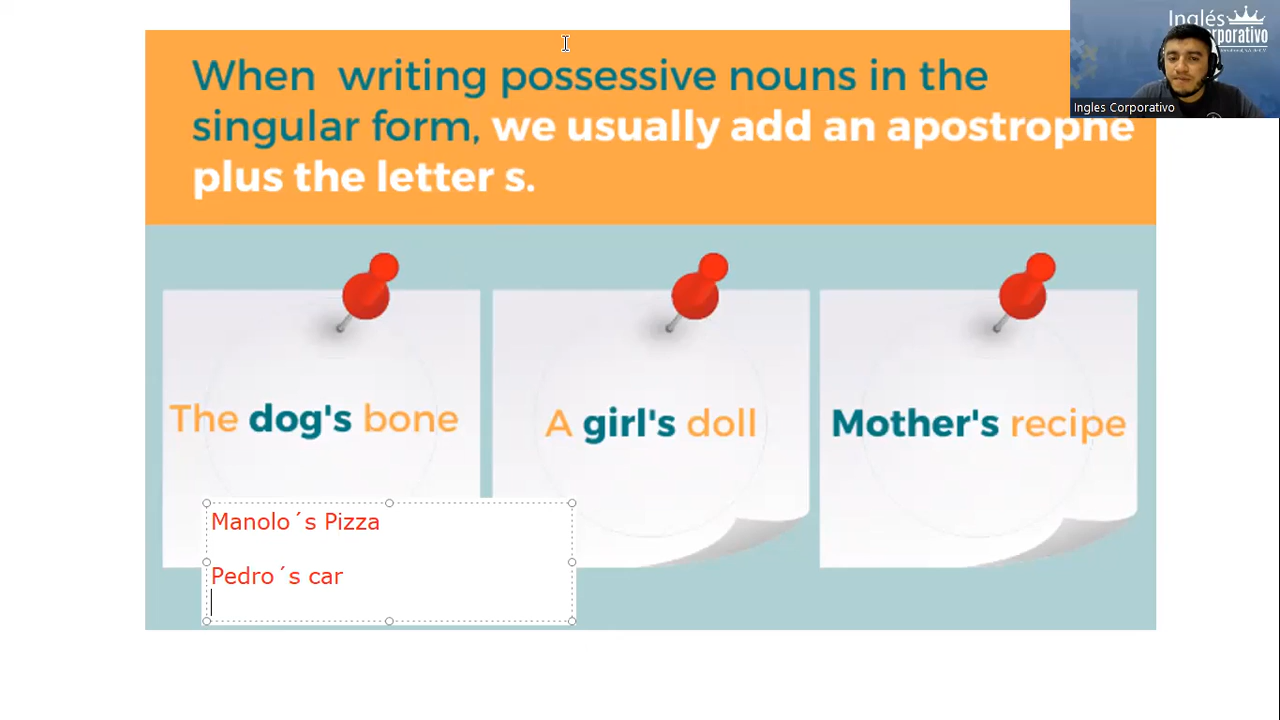 When writing possessive nouns in the
singular form, we usually add an apostrophe
plus the letter s.
The dog's bone
A girl's doll
Mother's recipe
Manolo´s Pizza
Pedro´s car
Inglés
Corporativo
Ingles Corporativo